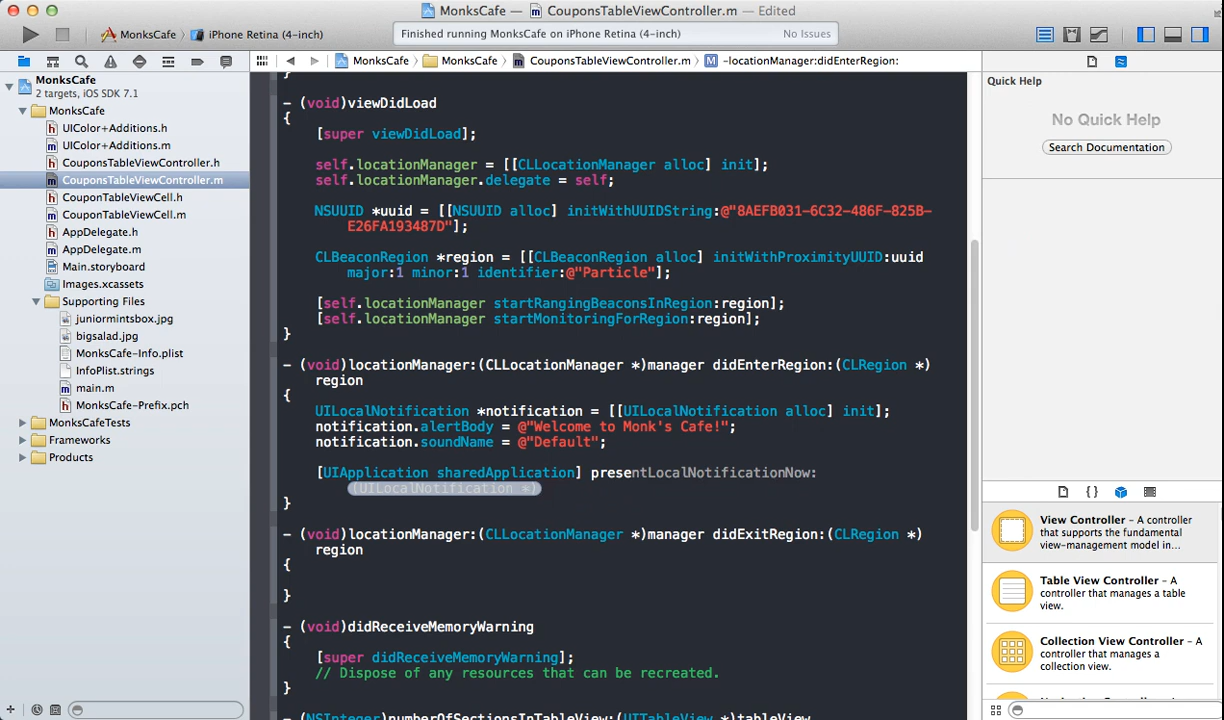 MonksCafe — CouponsTableViewController.m — Edited
MonksCafe iPhone Retina (4-inch)
Finished running MonksCafe on iPhone Retina (4-inch) No Issues
MonksCafe MonksCafe CouponsTableViewController.m -locationManager:didEnterRegion:
MonksCafe
2 targets, iOS SDK 7.1
MonksCafe
UIColor+Additions.h
UIColor+Additions.m
CouponsTableViewController.h
CouponsTableViewController.m
CouponTableViewCell.h
CouponTableViewCell.m
AppDelegate.h
AppDelegate.m
Main.storyboard
Images.xcassets
Supporting Files
juniormintsbox.jpg
bigsalad.jpg
MonksCafe-Info.plist
InfoPlist.strings
main.m
MonksCafe-Prefix.pch
MonksCafeTests
Frameworks
Products
}
- (void)viewDidLoad
{
[super viewDidLoad];
self.locationManager = [[CLLocationManager alloc] init];
self.locationManager.delegate = self;
NSUUID *uuid = [[NSUUID alloc] initWithUUIDString:@"8AEFB031-6C32-486F-825B-
E26FA193487D"];
CLBeaconRegion *region = [[CLBeaconRegion alloc] initWithProximityUUID:uuid
major:1 minor:1 identifier:@"Particle"];
[self.locationManager startRangingBeaconsInRegion:region];
[self.locationManager startMonitoringForRegion:region];
}
- (void)locationManager:(CLLocationManager *)manager didEnterRegion:(CLRegion *)
region
{
UILocalNotification *notification = [[UILocalNotification alloc] init];
notification.alertBody = @"Welcome to Monk's Cafe!";
notification.soundName = @"Default";
[UIApplication sharedApplication] presentLocalNotificationNow:
(UILocalNotification *)
}
- (void)locationManager:(CLLocationManager *)manager didExitRegion:(CLRegion *)
region
{
}
- (void)didReceiveMemoryWarning
{
[super didReceiveMemoryWarning];
// Dispose of any resources that can be recreated.
}
- (NSInteger)numberOfSectionsInTableView:(UITableView *)tableView
Quick Help
No Quick Help
Search Documentation
{ }
View Controller - A controller
that supports the fundamental
view-management model in...
Table View Controller - A
controller that manages a table
view.
Collection View Controller - A
controller that manages a
collection view.